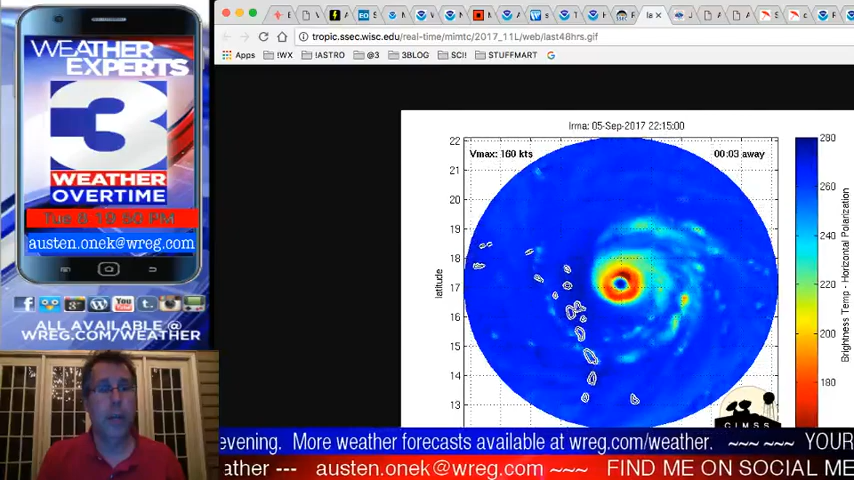 WEATHER
EXPERTS
3
WEATHER
OVERTIME
Tue 8:19:60 PM
austen.onek@wreg.com
ALL AVAILABLE @
WREG.COM/WEATHER
tropic.ssec.wisc.edu/real-time/mimtc/2017_11L/web/last48hrs.gif
Apps !WX !ASTRO @3 3BLOG SCI! STUFFMART
Irma: 05-Sep-2017 22:15:00
Vmax: 160 kts 00:03 away
22
21
20
19
18
17
16
15
14
13
latitude
280
260
240
220
200
180
160
Brightness Temp - Horizontal Polarization
CIMSS
evening. More weather forecasts available at wreg.com/weather. ~~~ ~~~ YOUR
ather --- austen.onek@wreg.com ~~~ FIND ME ON SOCIAL ME